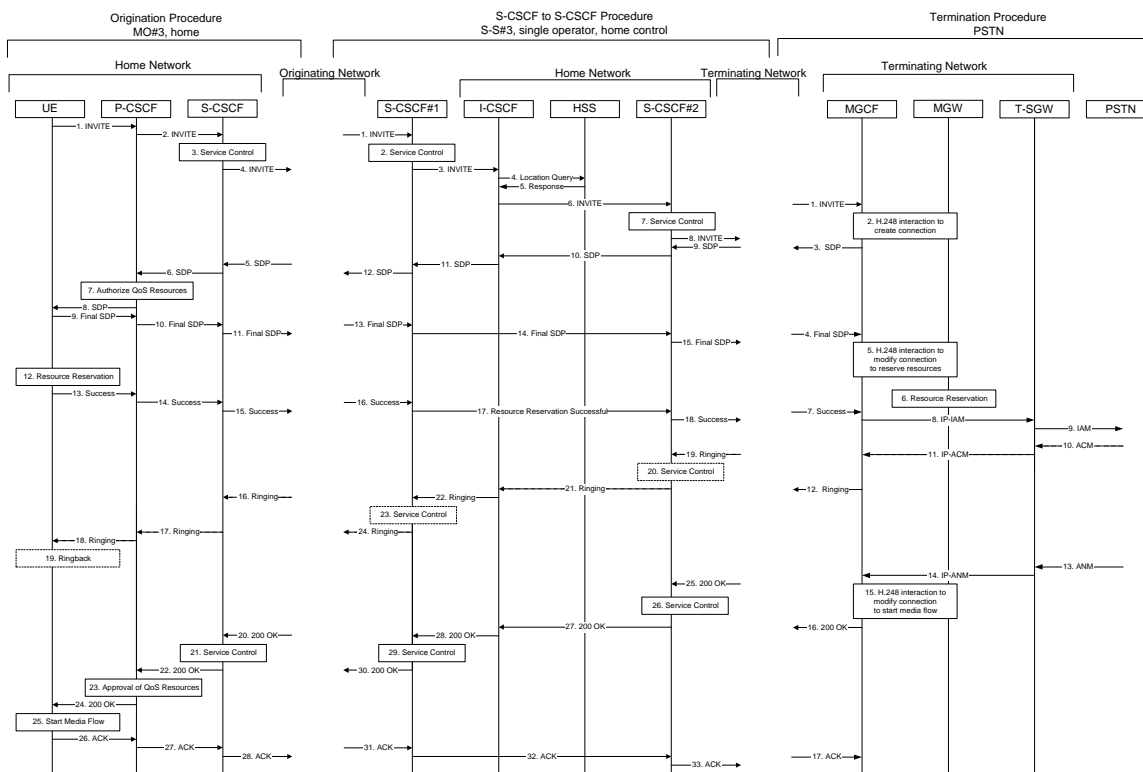 Origination Procedure
MO#3, home
S-CSCF to S-CSCF Procedure
S-S#3, single operator, home control
Termination Procedure
PSTN
Home Network
Originating Network
Home Network
Terminating Network
Terminating Network
UE
P-CSCF
S-CSCF
S-CSCF#1
I-CSCF
HSS
S-CSCF#2
MGCF
MGW
T-SGW
PSTN
1. INVITE
2. INVITE
3. Service Control
4. INVITE
5. SDP
6. SDP
7. Authorize QoS Resources
8. SDP
9. Final SDP
10. Final SDP
11. Final SDP
12. Resource Reservation
13. Success
14. Success
15. Success
16. Ringing
17. Ringing
18. Ringing
19. Ringback
20. 200 OK
21. Service Control
22. 200 OK
23. Approval of QoS Resources
24. 200 OK
25. Start Media Flow
26. ACK
27. ACK
28. ACK
1. INVITE
2. Service Control
3. INVITE
4. Location Query
5. Response
6. INVITE
7. Service Control
8. INVITE
9. SDP
10. SDP
11. SDP
12. SDP
13. Final SDP
14. Final SDP
15. Final SDP
16. Success
17. Resource Reservation Successful
18. Success
19. Ringing
20. Service Control
21. Ringing
22. Ringing
23. Service Control
24. Ringing
25. 200 OK
26. Service Control
27. 200 OK
28. 200 OK
29. Service Control
30. 200 OK
31. ACK
32. ACK
33. ACK
1. INVITE
2. H.248 interaction to
create connection
3. SDP
4. Final SDP
5. H.248 interaction to
modify connection
to reserve resources
6. Resource Reservation
7. Success
8. IP-IAM
9. IAM
10. ACM
11. IP-ACM
12. Ringing
13. ANM
14. IP-ANM
15. H.248 interaction to
modify connection
to start media flow
16. 200 OK
17. ACK